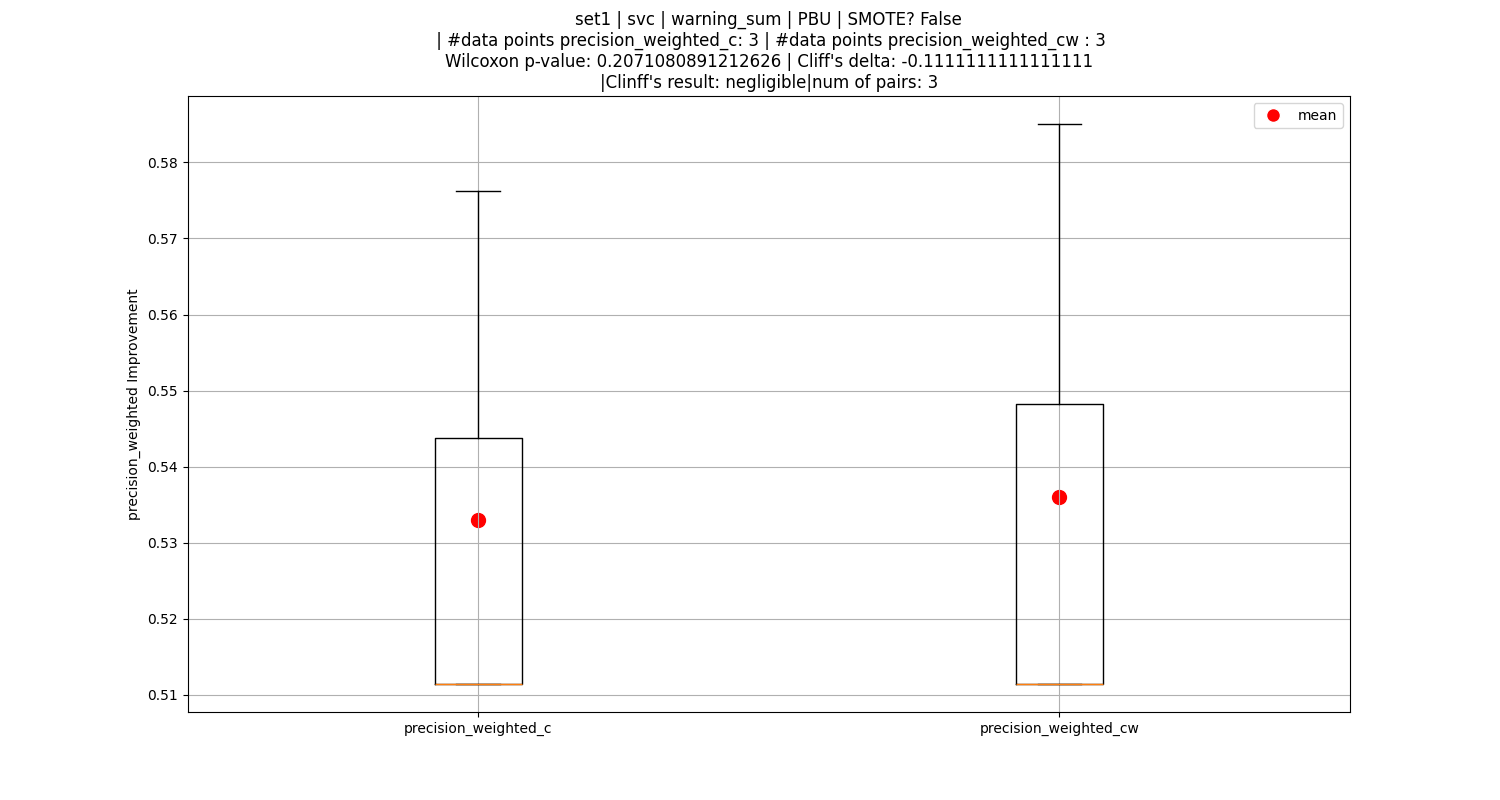 set1 | svc | warning_sum | PBU | SMOTE? False
| #data points precision_weighted_c: 3 | #data points precision_weighted_cw : 3
Wilcoxon p-value: 0.2071080891212626 | Cliff's delta: -0.1111111111111111
|Clinff's result: negligible|num of pairs: 3
mean
precision_weighted Improvement
0.58
0.57
0.56
0.55
0.54
0.53
0.52
0.51
precision_weighted_c
precision_weighted_cw